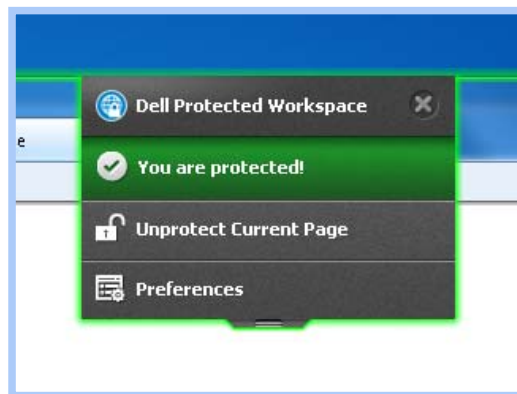 Dell Protected Workspace
e
You are protected!
Unprotect Current Page
Preferences